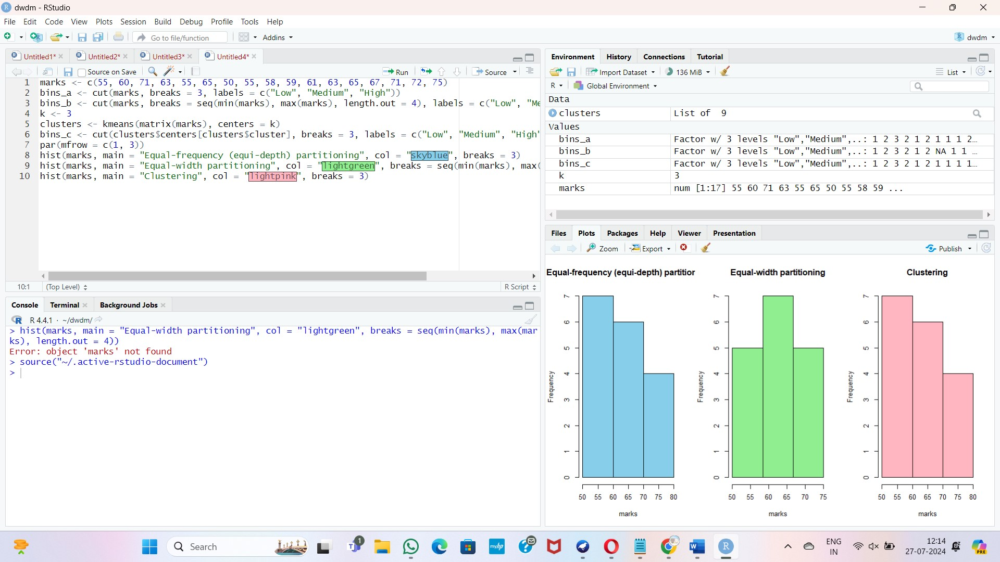 dwdm - RStudio
File Edit Code View Plots Session Build Debug Profile Tools Help
Go to file/function Addins dwdm
Untitled1* Untitled2* Untitled3* Untitled4*
Source on Save Run Source
1 marks <- c(55, 60, 71, 63, 55, 65, 50, 55, 58, 59, 61, 63, 65, 67, 71, 72, 75)
2 bins_a <- cut(marks, breaks = 3, labels = c("Low", "Medium", "High"))
3 bins_b <- cut(marks, breaks = seq(min(marks), max(marks), length.out = 4), labels = c("Low", "Me
4 k <- 3
5 clusters <- kmeans(matrix(marks), centers = k)
6 bins_c <- cut(clusters$centers[clusters$cluster], breaks = 3, labels = c("Low", "Medium", "High"
7 par(mfrow = c(1, 3))
8 hist(marks, main = "Equal-frequency (equi-depth) partitioning", col = "skyblue", breaks = 3)
9 hist(marks, main = "Equal-width partitioning", col = "lightgreen", breaks = seq(min(marks), max(
10 hist(marks, main = "Clustering", col = "lightpink", breaks = 3)
10:1 (Top Level) R Script
Console Terminal Background Jobs
R 4.4.1 · ~/dwdm/
> hist(marks, main = "Equal-width partitioning", col = "lightgreen", breaks = seq(min(marks), max(mar
ks), length.out = 4))
Error: object 'marks' not found
> source("~/.active-rstudio-document")
>
Environment History Connections Tutorial
Import Dataset 136 MiB List
R Global Environment
Data
clusters List of 9
Values
bins_a Factor w/ 3 levels "Low","Medium",..: 1 2 3 2 1 2 1 1 1 2…
bins_b Factor w/ 3 levels "Low","Medium",..: 1 2 3 2 1 2 NA 1 1 …
bins_c Factor w/ 3 levels "Low","Medium",..: 1 2 3 2 1 2 1 1 1 1…
k 3
marks num [1:17] 55 60 71 63 55 65 50 55 58 59 ...
Files Plots Packages Help Viewer Presentation
Zoom Export Publish
Equal-frequency (equi-depth) partitior
Frequency
0 1 2 3 4 5 6 7
50 55 60 65 70 75 80
marks
Equal-width partitioning
Frequency
0 1 2 3 4 5 6 7
50 55 60 65 70 75
marks
Clustering
Frequency
0 1 2 3 4 5 6 7
50 55 60 65 70 75 80
marks
Search 1 myhp ENG 12:14
IN 27-07-2024 PRE